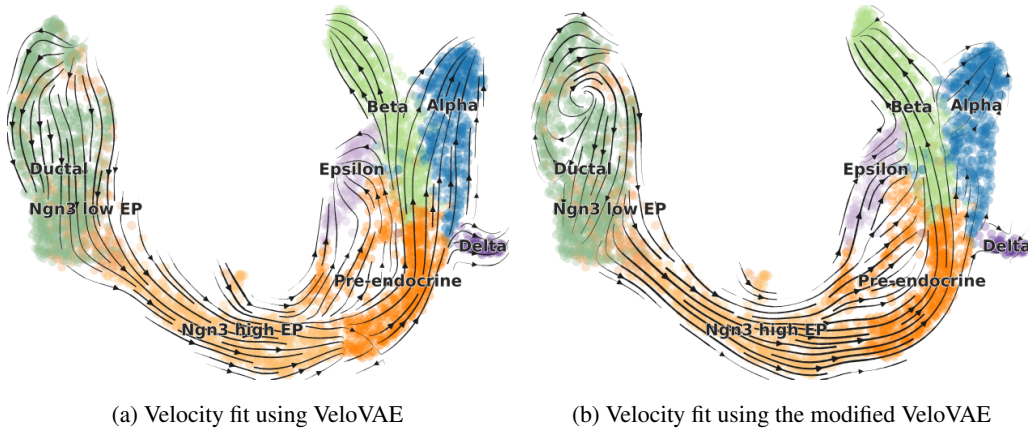 Beta
Alpha
Ductal
Epsilon
Ngn3 low EP
Delta
Pre-endocrine
Ngn3 high EP
(a) Velocity fit using VeloVAE
Beta
Alpha
Ductal
Epsilon
Ngn3 low EP
Delta
Pre-endocrine
Ngn3 high EP
(b) Velocity fit using the modified VeloVAE